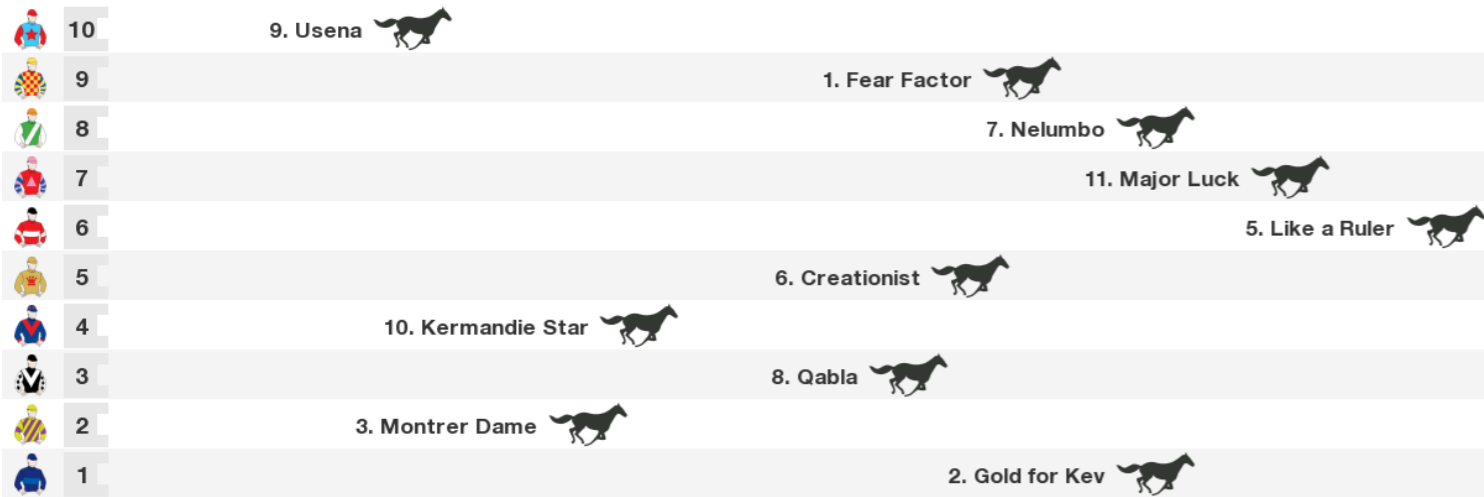 10 9. Usena
9 1. Fear Factor
8 7. Nelumbo
7 11. Major Luck
6 5. Like a Ruler
5 6. Creationist
4 10. Kermandie Star
3 8. Qabla
2 3. Montrer Dame
1 2. Gold for Kev